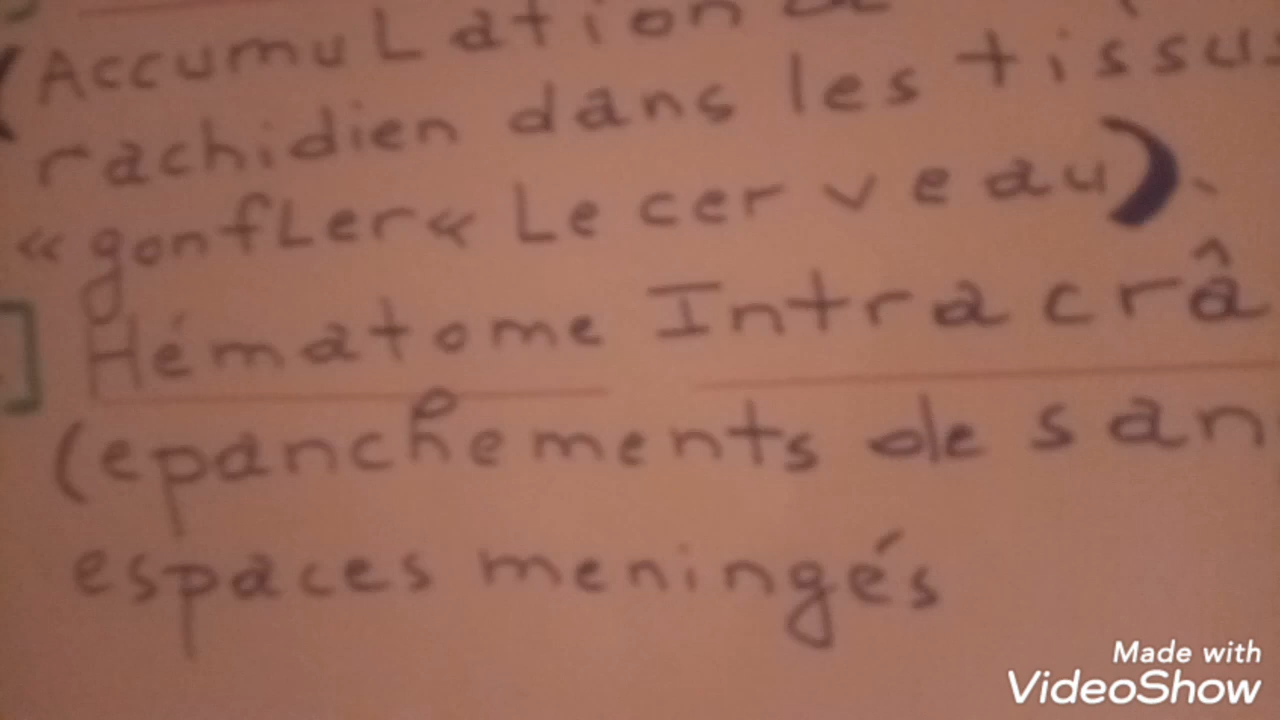 (AccumuLation
rachidien dans les tissus
«gonfLer« Le cerveau).
] Hématome Intracrâ
(epanchements de san
espaces meningés
Made with
VideoShow